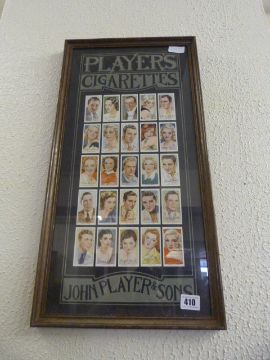 PLAYER'S
CIGARETTES
JOHN PLAYER & SONS
410